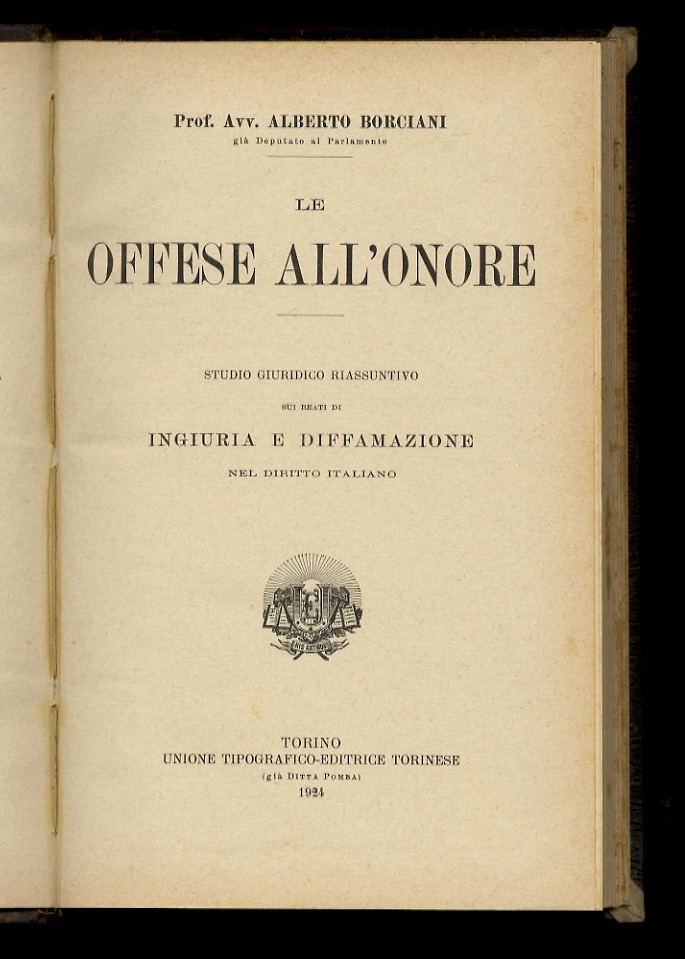 Prof. Avv. ALBERTO BORCIANI
già Deputato al Parlamento
LE
OFFESE ALL'ONORE
STUDIO GIURIDICO RIASSUNTIVO
SUI REATI DI
INGIURIA E DIFFAMAZIONE
NEL DIRITTO ITALIANO
TORINO
UNIONE TIPOGRAFICO-EDITRICE TORINESE
(già DITTA POMBA)
1924